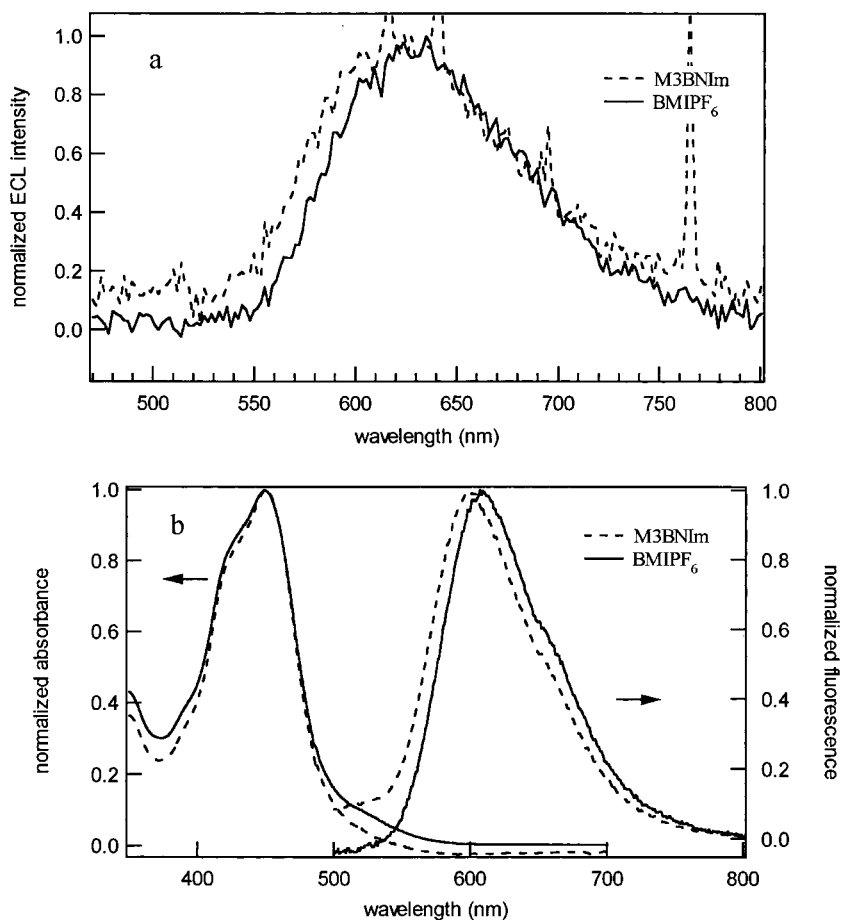 a
normalized ECL intensity
1.0
0.8
0.6
0.4
0.2
0.0
M3BNIm
BMIPF6
500 550 600 650 700 750 800
wavelength (nm)
b
normalized absorbance
1.0
0.8
0.6
0.4
0.2
0.0
M3BNIm
BMIPF6
1.0
0.8
0.6
0.4
0.2
0.0
normalized fluorescence
400 500 600 700 800
wavelength (nm)